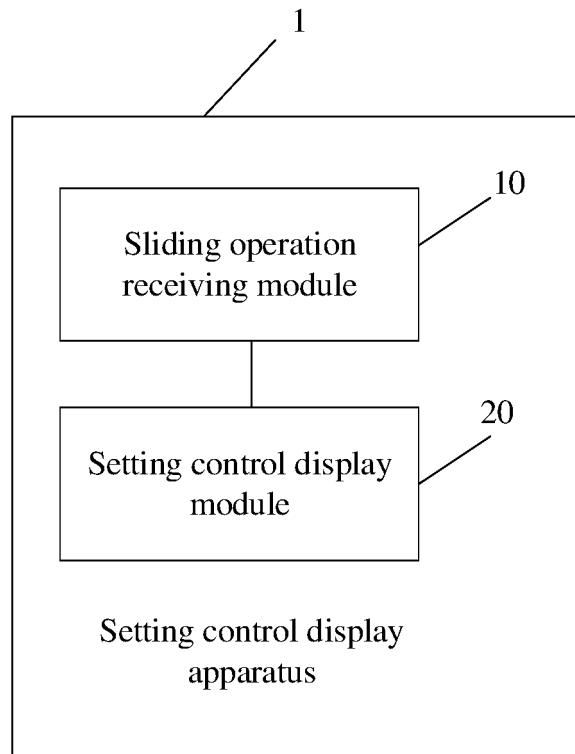 1
10
Sliding operation
receiving module
20
Setting control display
module
Setting control display
apparatus